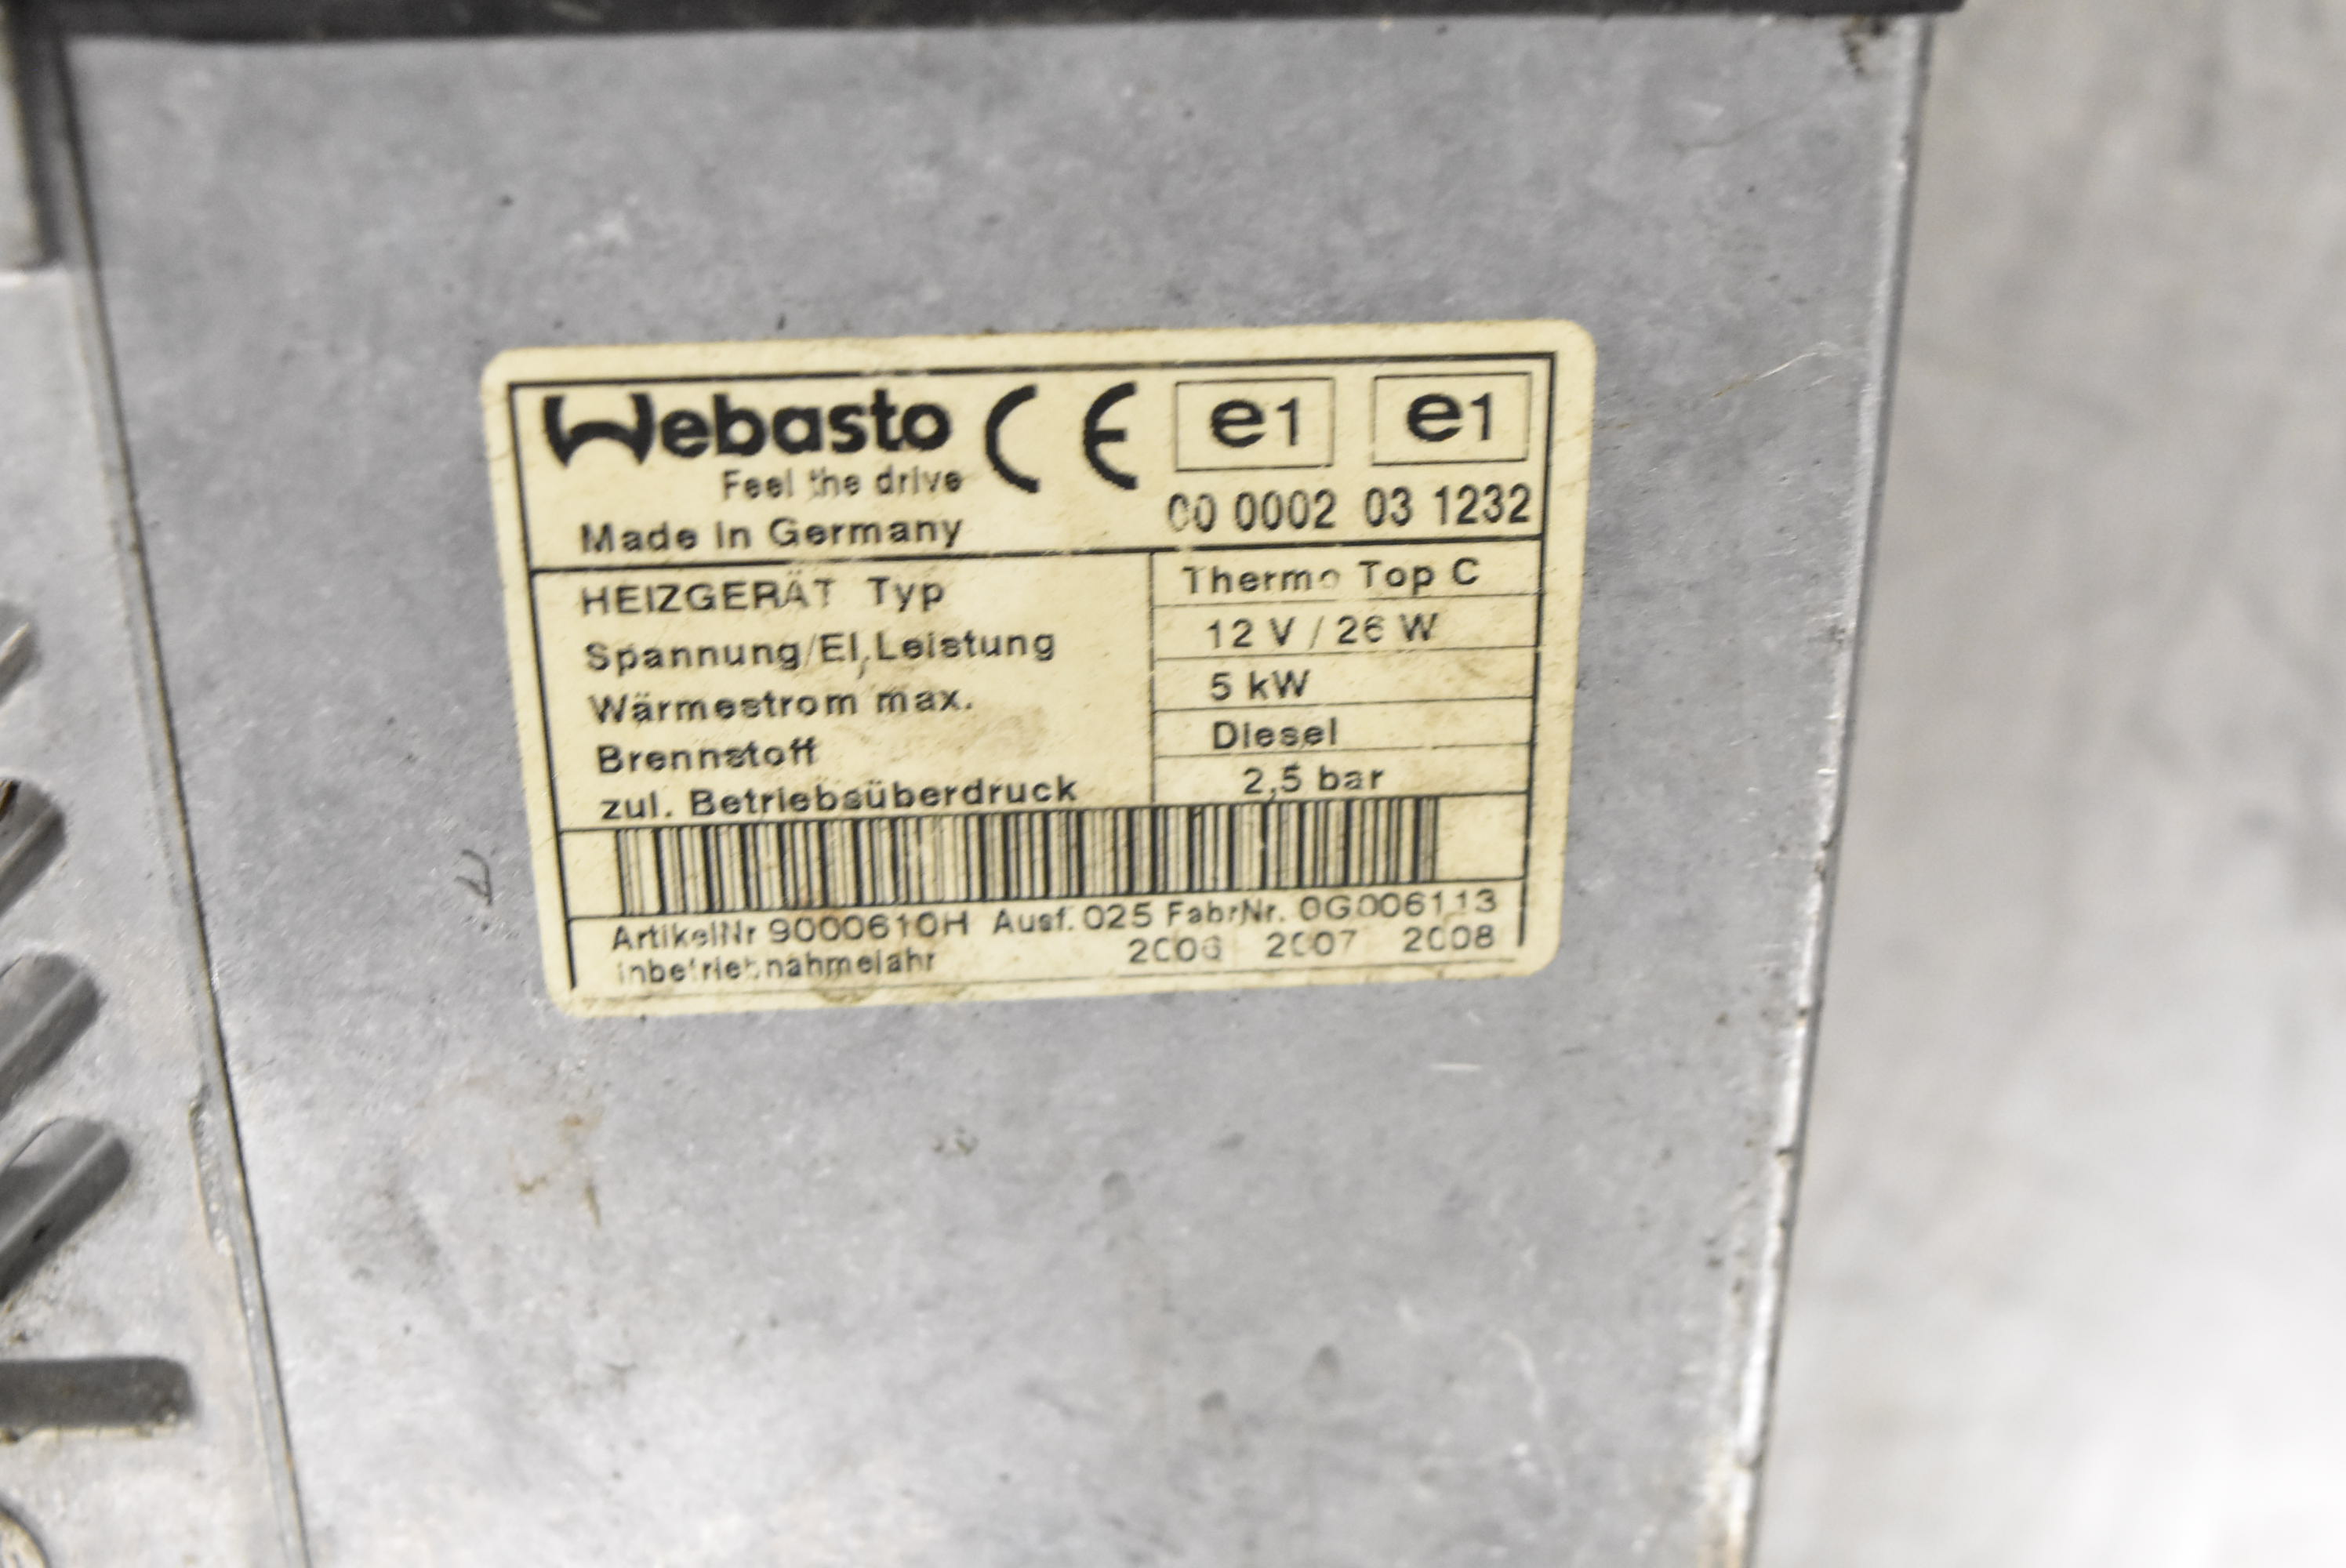 Webasto CE e1 e1
Feel the drive
00 0002 03 1232
Made In Germany
HEIZGERÄT Typ Thermo Top C
Spannung/El.Leistung 12 V / 26 W
Wärmestrom max. 5 kW
Brennstoff Diesel
zul. Betriebsüberdruck 2,5 bar
ArtikelNr 9000610H Ausf. 025 FabrNr. 0G006113
Inbetriebnahmejahr 2006 2007 2008